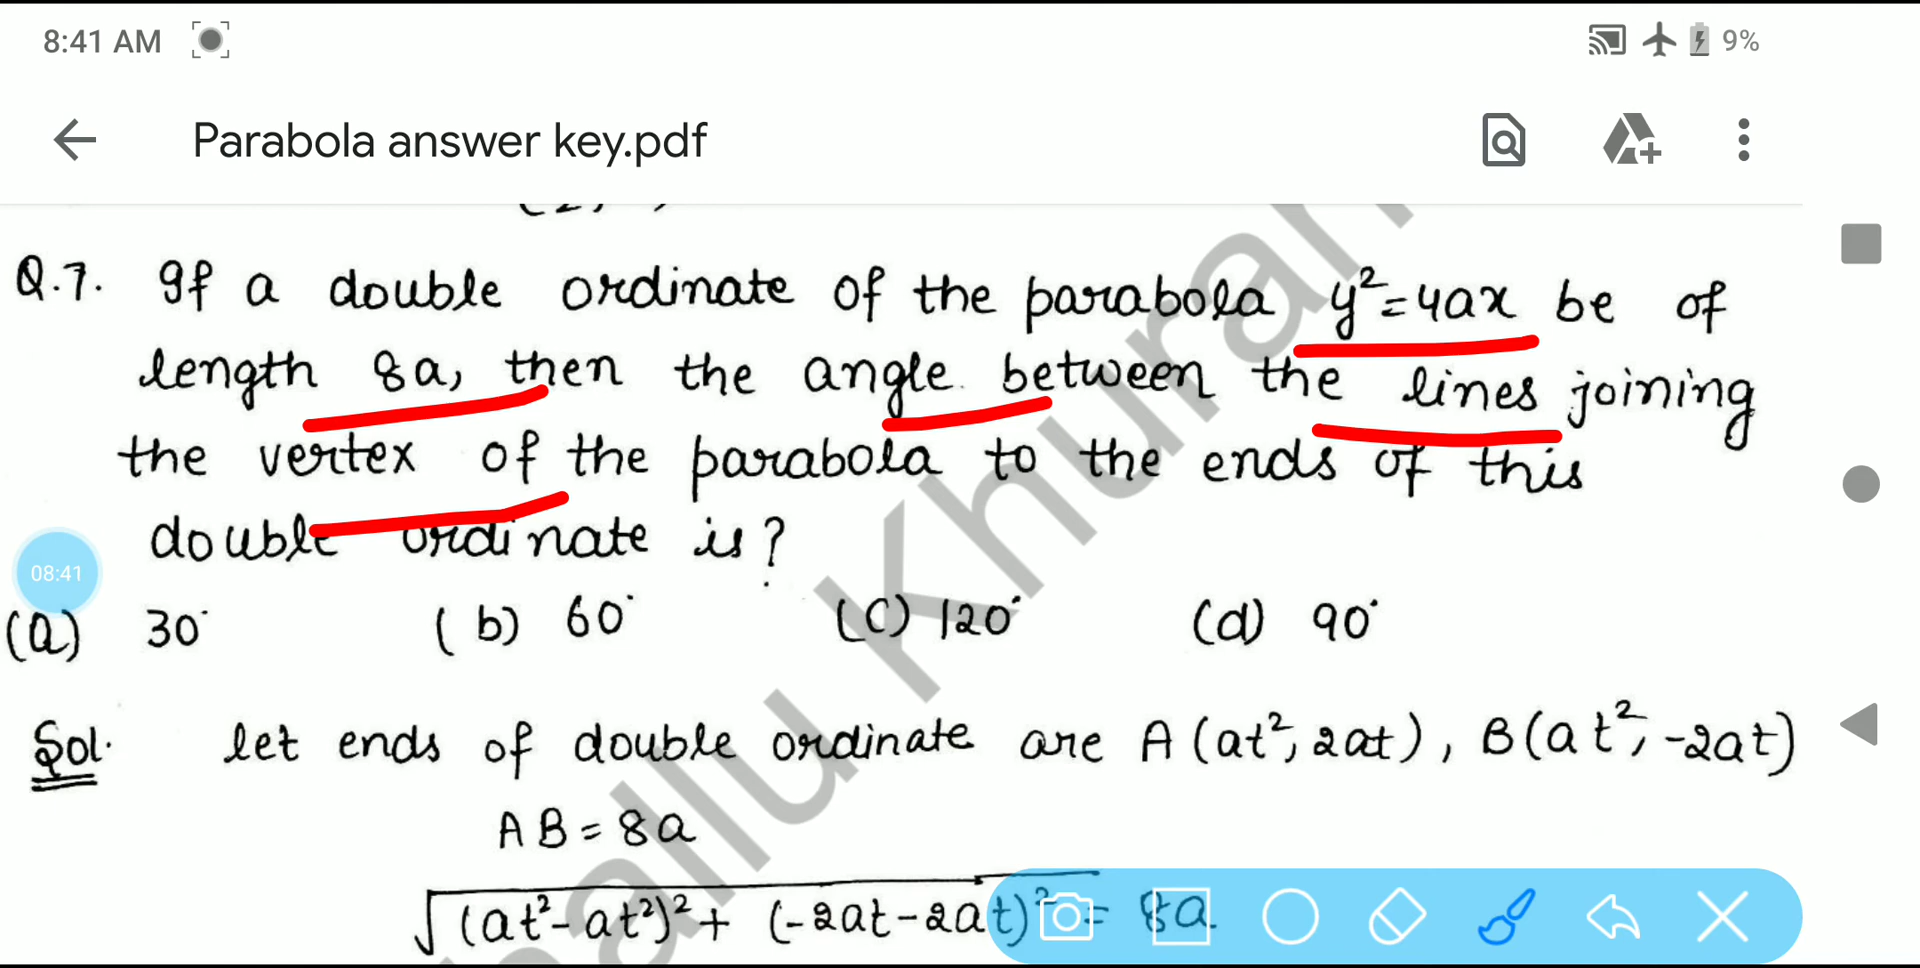 8:41 AM
9%
Parabola answer key.pdf
Q.7. If a double ordinate of the parabola y²=4ax be of
length 8a, then the angle between the lines joining
the vertex of the parabola to the ends of this
double ordinate is?
08:41
(a) 30° (b) 60° (C) 120° (d) 90°
Sol. let ends of double ordinate are A (at², 2at), B(at², -2at)
AB = 8a
√(at²-at²)²+ (-2at-2at)² = 8a
Khurana